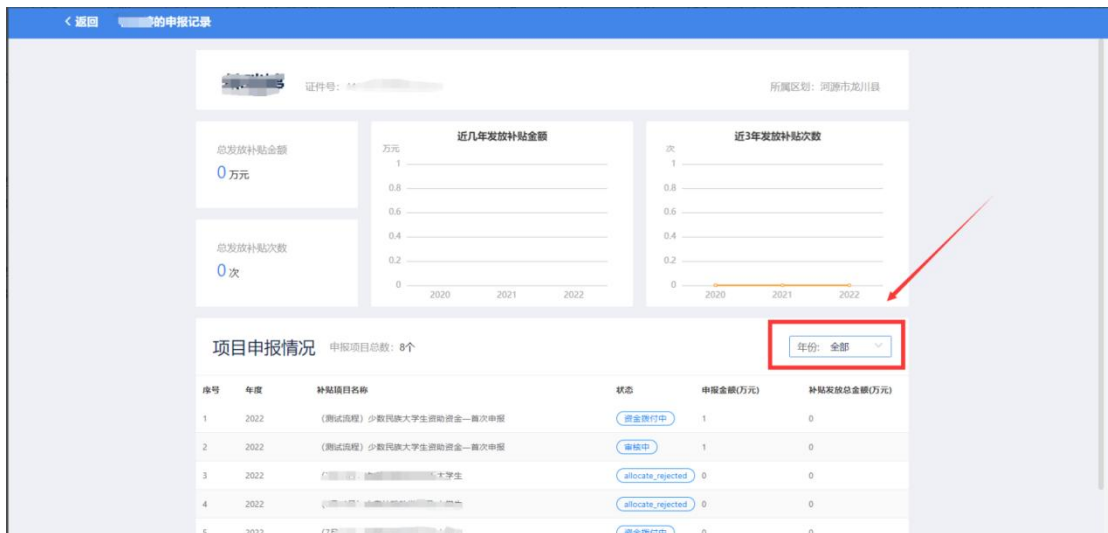 返回 的申报记录
证件号： 所属区划：河源市龙川县
总发放补贴金额
0 万元
近几年发放补贴金额
万元
1
0.8
0.6
0.4
0.2
0
2020 2021 2022
近3年发放补贴次数
次
1
0.8
0.6
0.4
0.2
0
2020 2021 2022
总发放补贴次数
0 次
项目申报情况 申报项目总数：8个 年份：全部
序号 年度 补贴项目名称 状态 申报金额(万元) 补贴发放总金额(万元)
1 2022 （测试流程）少数民族大学生资助资金—首次申报 资金拨付中 1 0
2 2022 （测试流程）少数民族大学生资助资金—首次申报 审核中 1 0
3 2022 大学生 allocate_rejected 0 0
4 2022 allocate_rejected 0 0
5 2022 资金拨付中 0 0